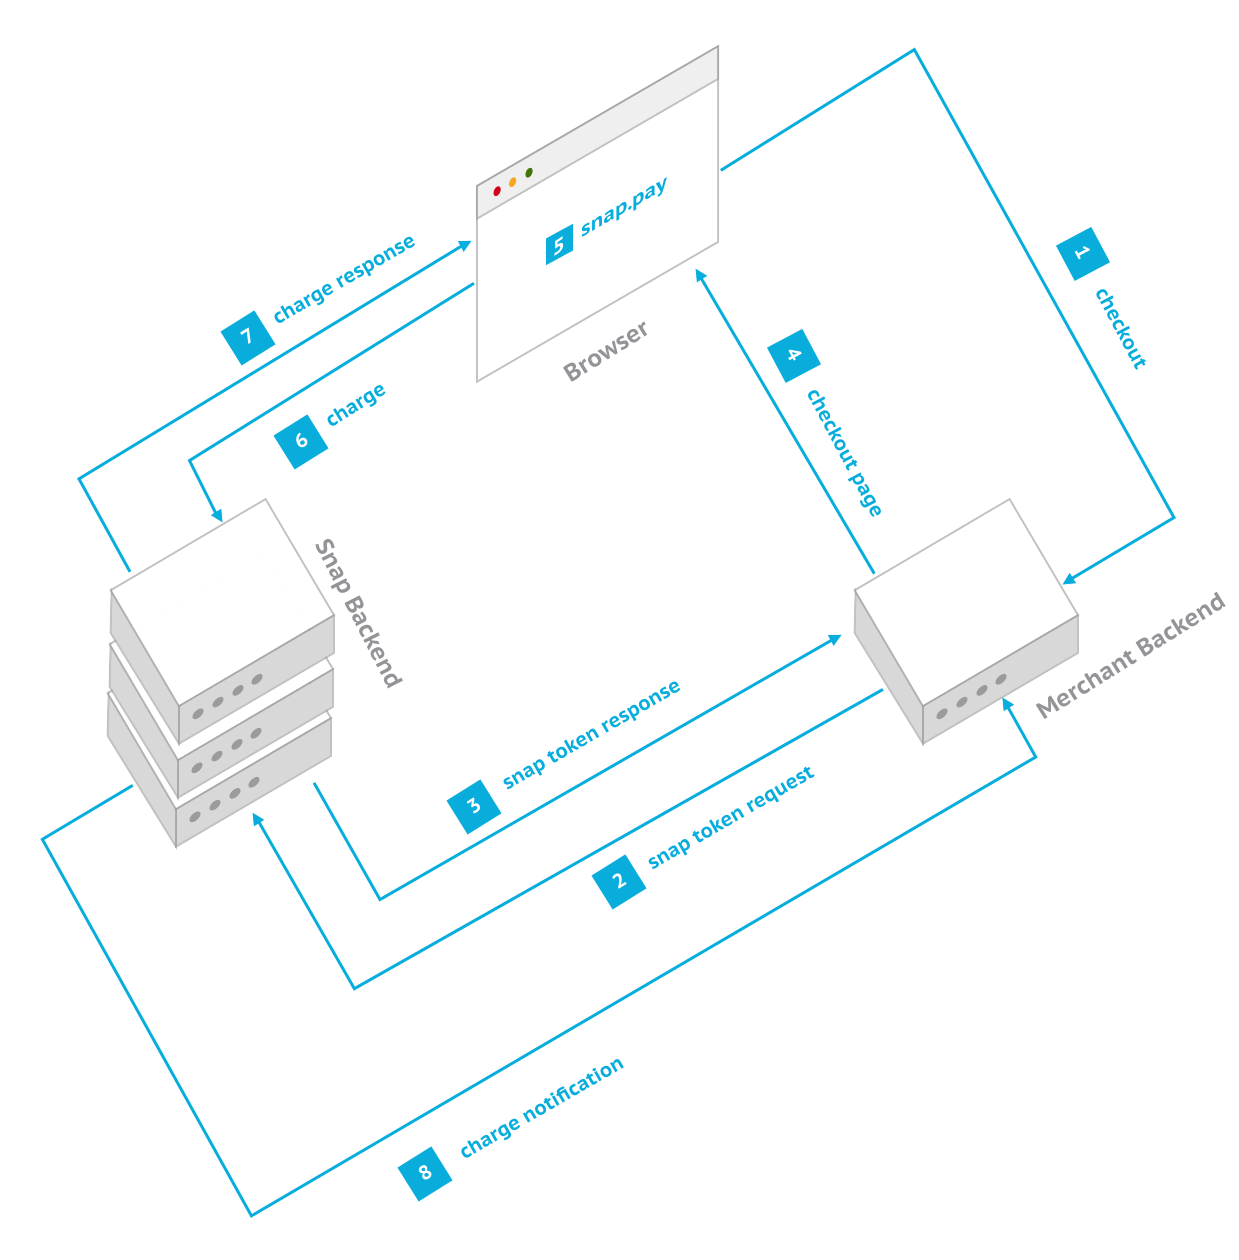 1 checkout
5 snap.pay
7 charge response
Browser
4 checkout page
6 charge
Snap Backend
Merchant Backend
3 snap token response
2 snap token request
8 charge notification